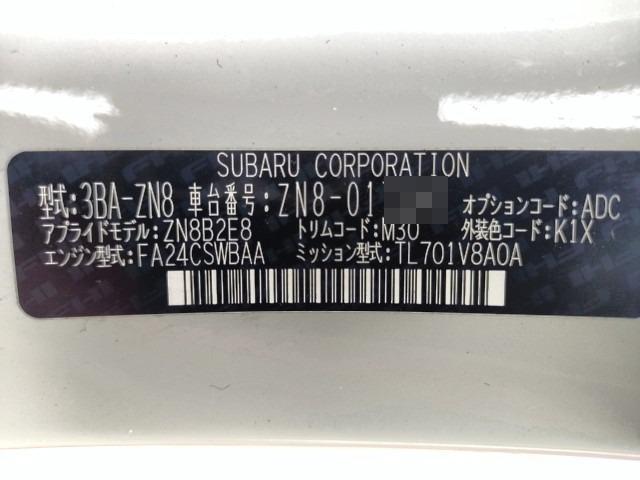 SUBARU CORPORATION
型式:3BA-ZN8 車台番号:ZN8-01 オプションコード:ADC
アプライドモデル:ZN8B2E8 トリムコード:M30 外装色コード:K1X
エンジン型式:FA24CSWBAA ミッション型式:TL701V8A0A